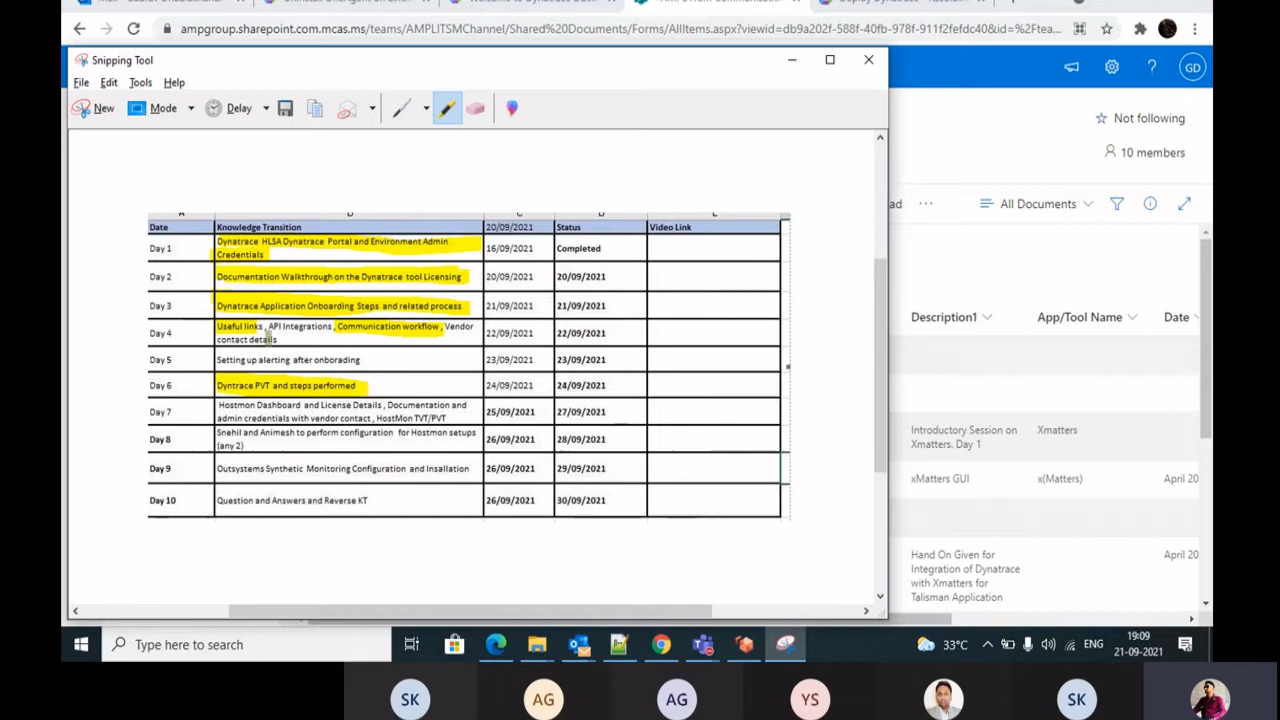 ampgroup.sharepoint.com.mcas.ms/teams/AMPLITSMChannel/Shared%20Documents/Forms/AllItems.aspx?viewid=db9a202f-588f-40fb-978f-911f2fefdc40&id=%2Ftea...
Snipping Tool
File Edit Tools Help
New Mode Delay
GD
Not following
10 members
ad ... All Documents
Date Knowledge Transition 20/09/2021 Status Video Link
Day 1 Dynatrace HLSA Dynatrace Portal and Environment Admin
Credentials 16/09/2021 Completed
Day 2 Documentation Walkthrough on the Dynatrace tool Licensing 20/09/2021 20/09/2021
Day 3 Dynatrace Application Onboarding Steps and related process 21/09/2021 21/09/2021
Day 4 Useful links , API Integrations , Communication workflow , Vendor
contact details 22/09/2021 22/09/2021
Day 5 Setting up alerting after onborading 23/09/2021 23/09/2021
Day 6 Dyntrace PVT and steps performed 24/09/2021 24/09/2021
Day 7 Hostmon Dashboard and License Details , Documentation and
admin credentials with vendor contact , HostMon TVT/PVT 25/09/2021 27/09/2021
Day 8 Snehil and Animesh to perform configuration for Hostmon setups
(any 2) 26/09/2021 28/09/2021
Day 9 Outsystems Synthetic Monitoring Configuration and Insallation 26/09/2021 29/09/2021
Day 10 Question and Answers and Reverse KT 26/09/2021 30/09/2021
Description1 App/Tool Name Date
Introductory Session on
Xmatters. Day 1 Xmatters
xMatters GUI x(Matters) April 20
Hand On Given for
Integration of Dynatrace
with Xmatters for
Talisman Application April 20
Type here to search
33°C ENG
19:09
21-09-2021
SK AG AG YS SK